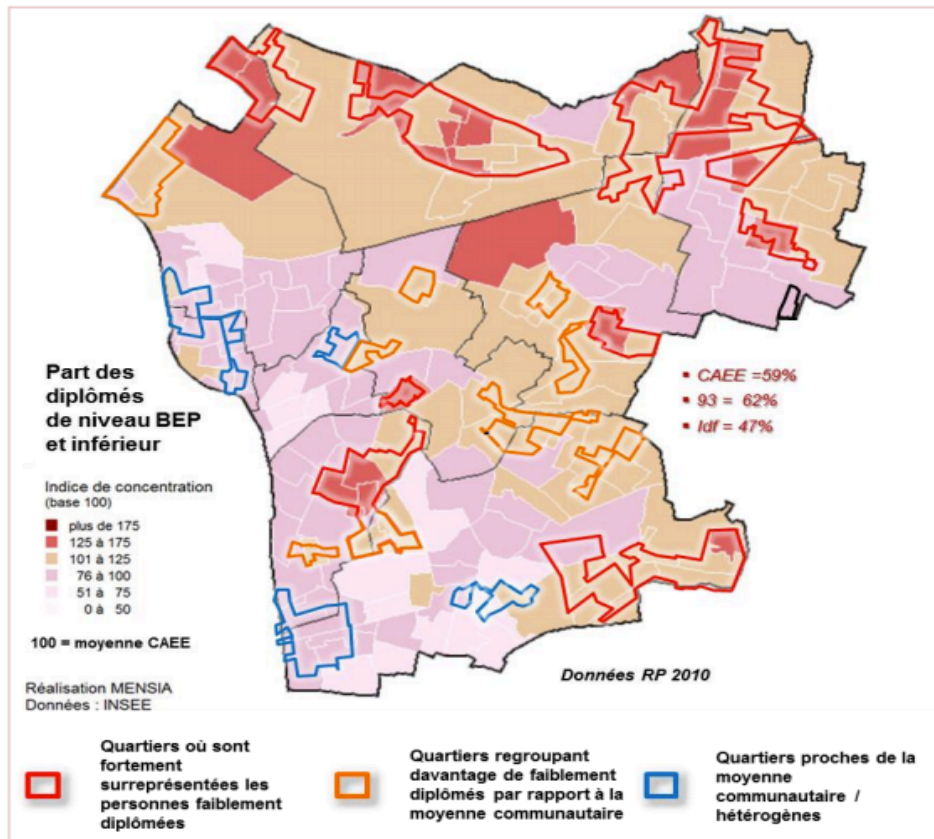 Part des
diplômés
de niveau BEP
et inférieur
Indice de concentration
(base 100)
plus de 175
125 à 175
101 à 125
76 à 100
51 à 75
0 à 50
100 = moyenne CAEE
Réalisation MENSIA
Données : INSEE
• CAEE =59%
• 93 = 62%
• Idf = 47%
Données RP 2010
Quartiers où sont
fortement
surreprésentées les
personnes faiblement
diplômées
Quartiers regroupant
davantage de faiblement
diplômés par rapport à la
moyenne communautaire
Quartiers proches de la
moyenne
communautaire /
hétérogènes